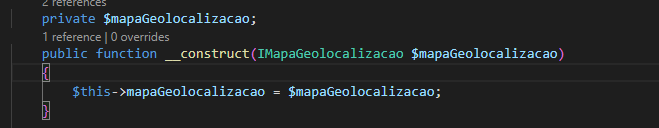 2 references
private $mapaGeolocalizacao;
1 reference | 0 overrides
public function __construct(IMapaGeolocalizacao $mapaGeolocalizacao)
{
$this->mapaGeolocalizacao = $mapaGeolocalizacao;
}